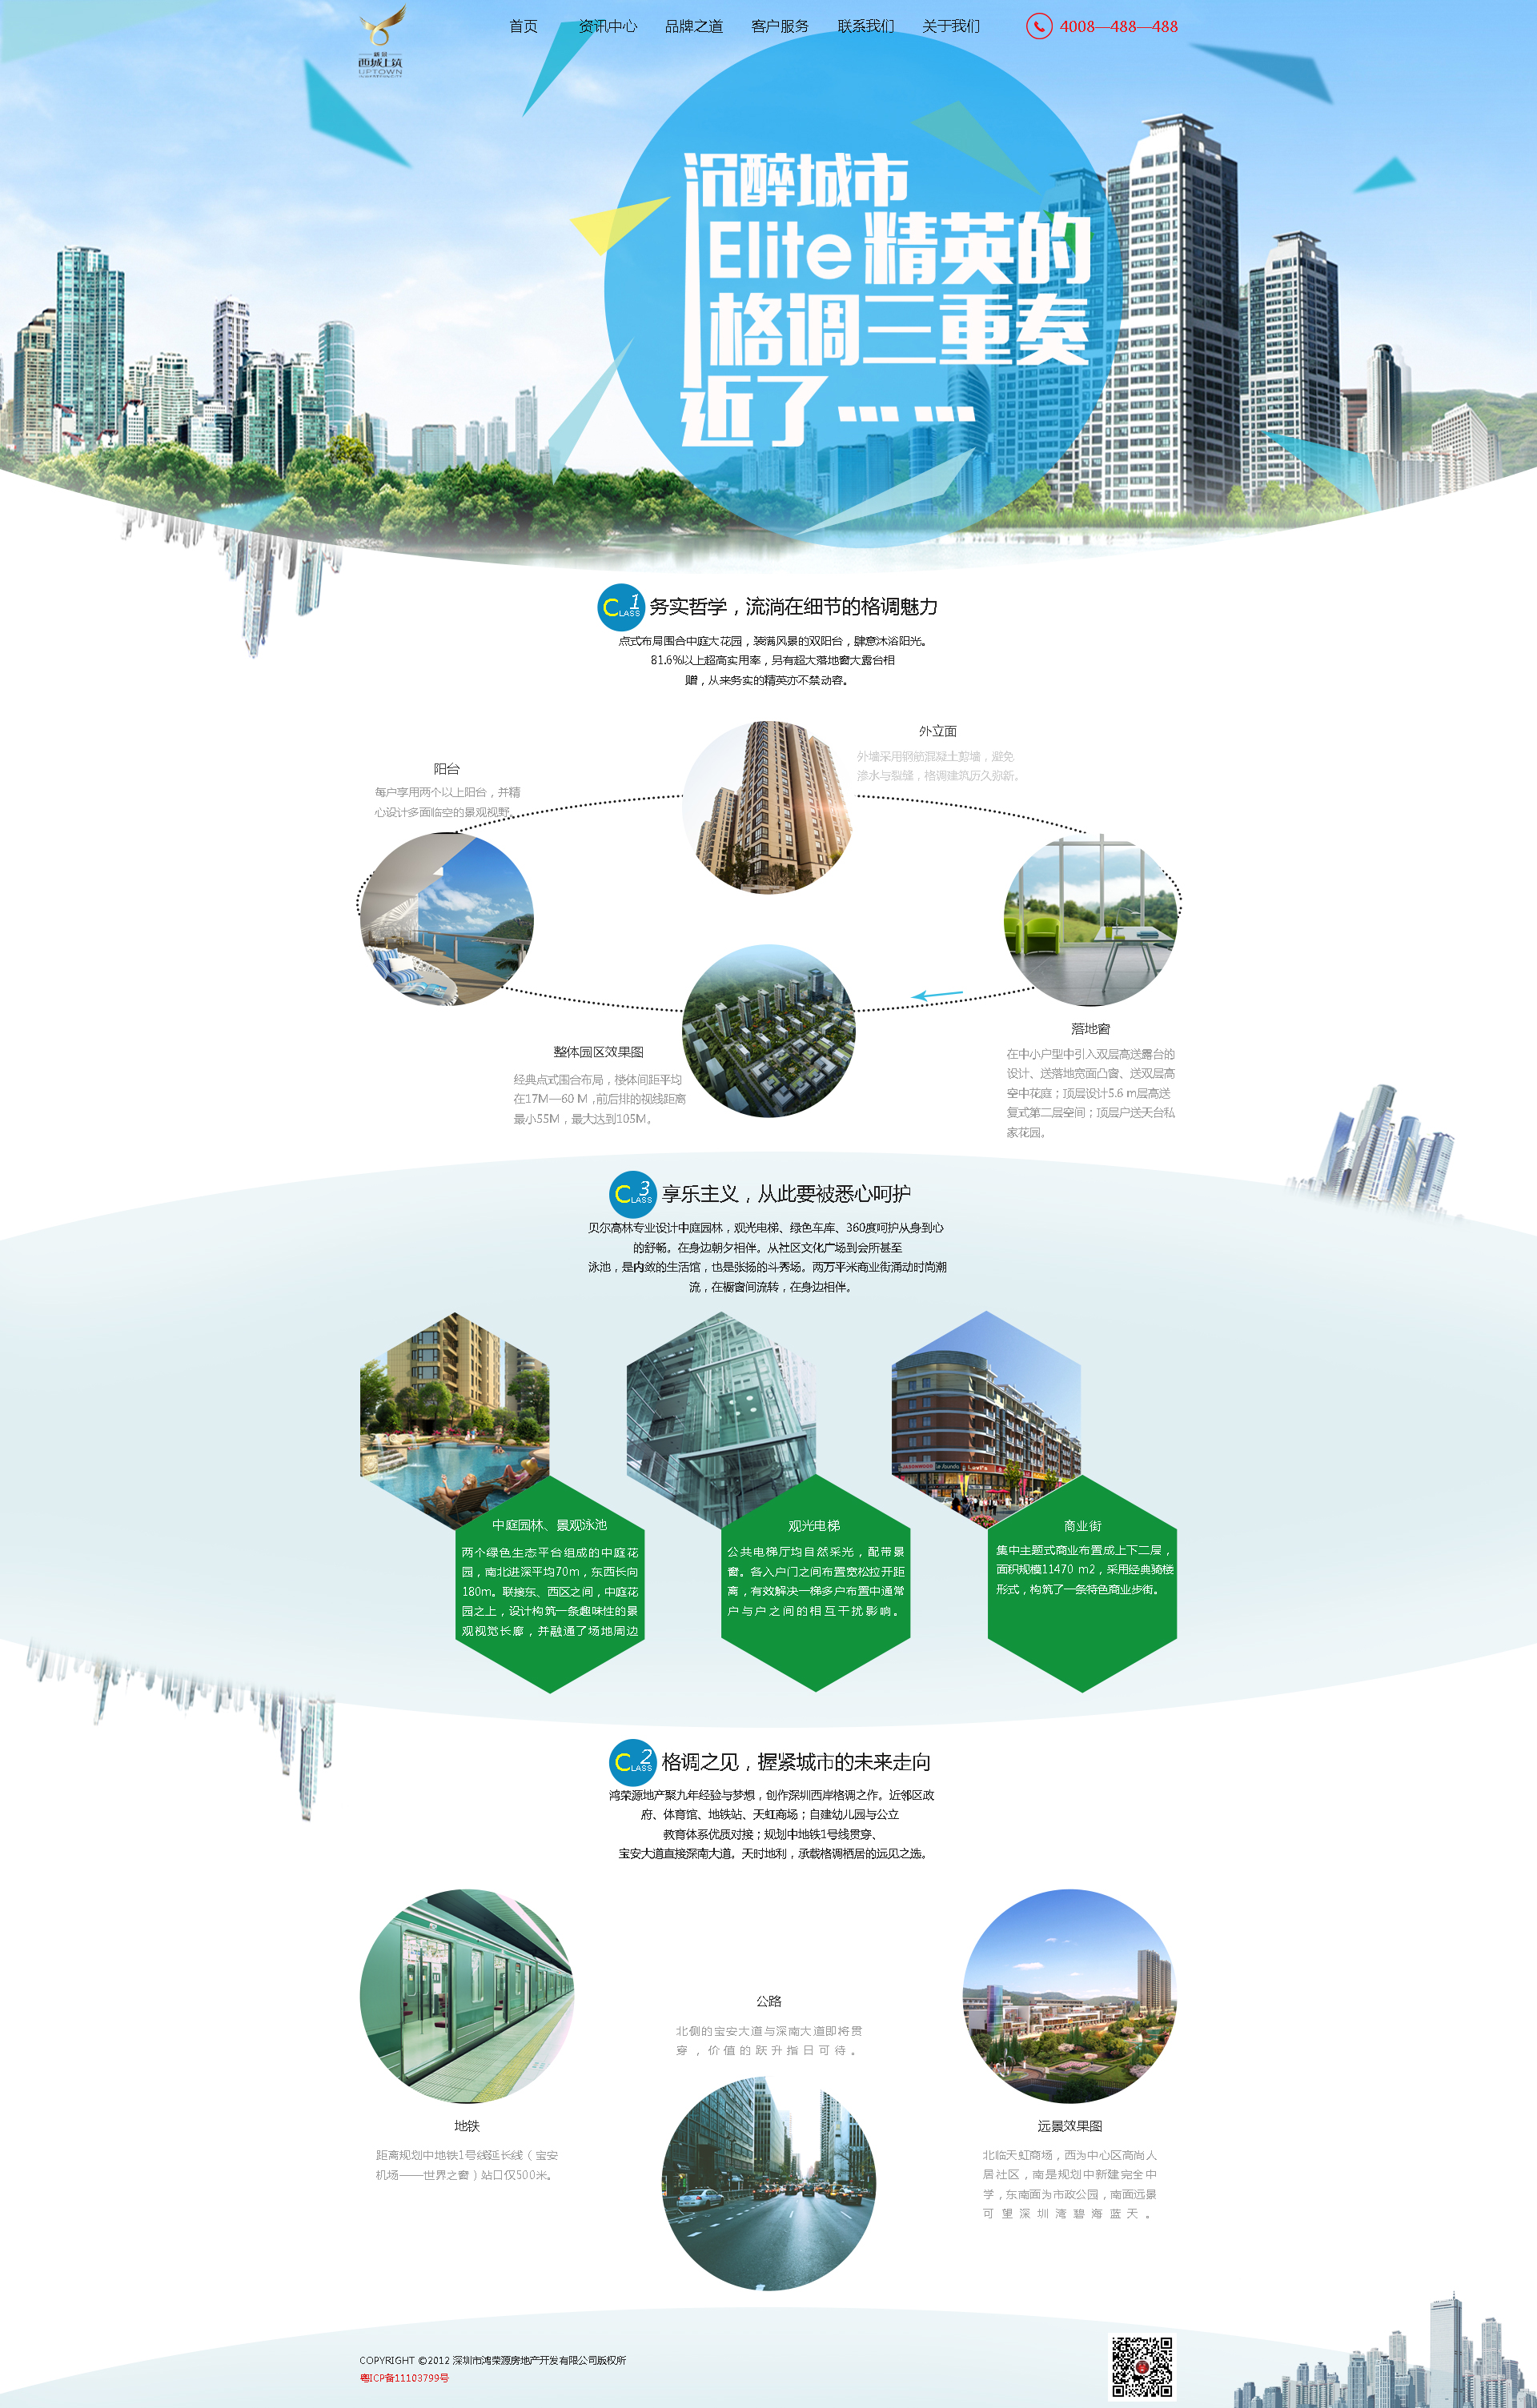 首页 资讯中心 品牌之道 客户服务 联系我们 关于我们 4008—488—488
西城上筑
UPTOWN
沉醉城市
Elite 精英的
格调三重奏
近了……
CLASS 1 务实哲学，流淌在细节的格调魅力
点式布局围合中庭大花园，装满风景的双阳台，肆意沐浴阳光。
81.6%以上超高实用率，另有超大落地窗大露台相
赠，从来务实的精英亦不禁动容。
外立面
外墙采用钢筋混凝土剪墙，避免
渗水与裂缝，格调建筑历久弥新。
阳台
每户享用两个以上阳台，并精
心设计多面临空的景观视野。
落地窗
在中小户型中引入双层高送露台的
设计、送落地宽面凸窗、送双层高
空中花庭；顶层设计5.6 m层高送
复式第二层空间；顶层户送天台私
家花园。
整体园区效果图
经典点式围合布局，楼体间距平均
在17M—60 M ,前后排的视线距离
最小55M，最大达到105M。
CLASS 3 享乐主义，从此要被悉心呵护
贝尔高林专业设计中庭园林，观光电梯、绿色车库、360度呵护从身到心
的舒畅。在身边朝夕相伴。从社区文化广场到会所甚至
泳池，是内敛的生活馆，也是张扬的斗秀场。两万平米商业街涌动时尚潮
流，在橱窗间流转，在身边相伴。
中庭园林、景观泳池
两个绿色生态平台组成的中庭花
园，南北进深平均70m，东西长向
180m。联接东、西区之间，中庭花
园之上，设计构筑一条趣味性的景
观视觉长廊，并融通了场地周边
观光电梯
公共电梯厅均自然采光，配带景
窗。各入户门之间布置宽松拉开距
离，有效解决一梯多户布置中通常
户与户之间的相互干扰影响。
商业街
集中主题式商业布置成上下二层，
面积规模11470 m2，采用经典骑楼
形式，构筑了一条特色商业步街。
CLASS 2 格调之见，握紧城市的未来走向
鸿荣源地产聚九年经验与梦想，创作深圳西岸格调之作。近邻区政
府、体育馆、地铁站、天虹商场；自建幼儿园与公立
教育体系优质对接；规划中地铁1号线贯穿、
宝安大道直接深南大道。天时地利，承载格调栖居的远见之选。
公路
北侧的宝安大道与深南大道即将贯
穿，价值的跃升指日可待。
地铁
距离规划中地铁1号线延长线（宝安
机场——世界之窗）站口仅500米。
远景效果图
北临天虹商场，西为中心区高尚人
居社区，南是规划中新建完全中
学，东南面为市政公园，南面远景
可望深圳湾碧海蓝天。
COPYRIGHT ©2012 深圳市鸿荣源房地产开发有限公司版权所
粤ICP备11103799号